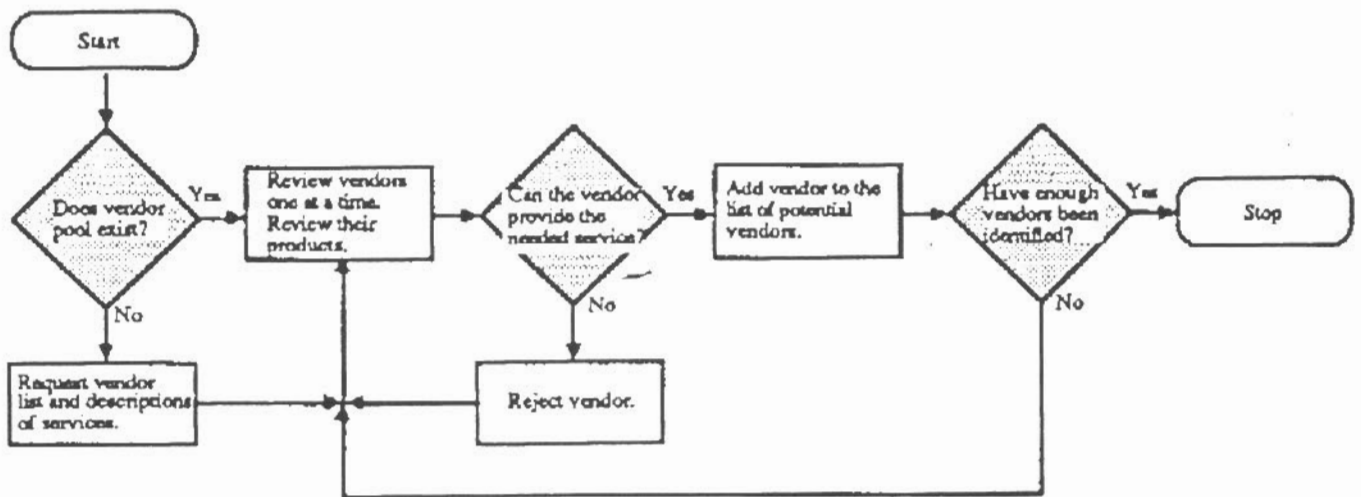 Start
Does vendor
pool exist?
Yes
No
Request vendor
list and descriptions
of services.
Review vendors
one at a time.
Review their
products.
Can the vendor
provide the
needed service?
Yes
No
Reject vendor.
Add vendor to the
list of potential
vendors.
Have enough
vendors been
identified?
Yes
No
Stop